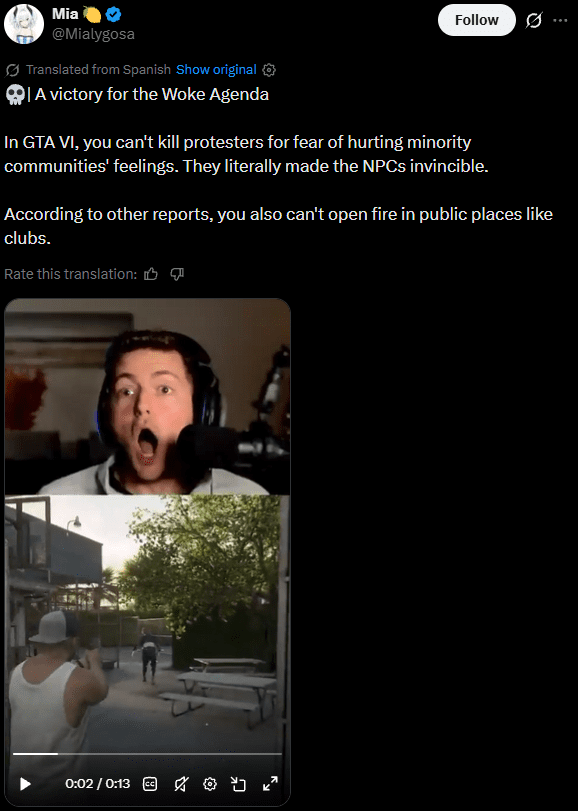 Mia 🍋
@Mialygosa
Follow
Translated from Spanish Show original
💀| A victory for the Woke Agenda
In GTA VI, you can't kill protesters for fear of hurting minority
communities' feelings. They literally made the NPCs invincible.
According to other reports, you also can't open fire in public places like
clubs.
Rate this translation:
0:02 / 0:13
CC